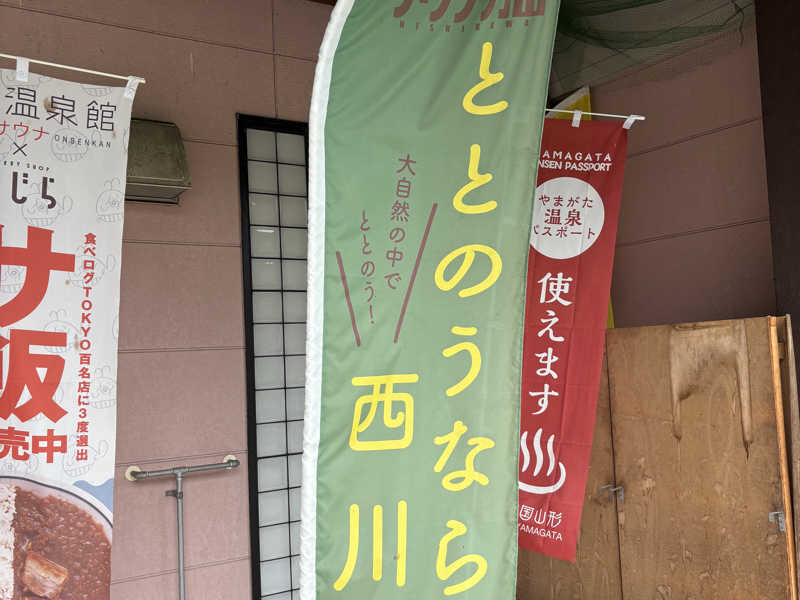 温泉館
サウナ
ONSENKAN
×
じら
サ
飯
売中
食べログTOKYO百名店に3度選出
NISHIKAWA
ととのうなら
西川
大自然の中で
ととのう!
YAMAGATA
ONSEN PASSPORT
やまがた
温泉
パスポート
使えます
国山形
YAMAGATA